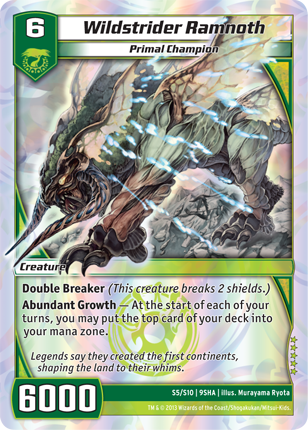 6
Wildstrider Ramnoth
Primal Champion
Creature
Double Breaker (This creature breaks 2 shields.)
Abundant Growth — At the start of each of your
turns, you may put the top card of your deck into
your mana zone.
Legends say they created the first continents,
shaping the land to their whims.
6000
S5/S10 | 9SHA | illus. Murayama Ryota
TM & © 2013 Wizards of the Coast/Shogakukan/Mitsui-Kids.